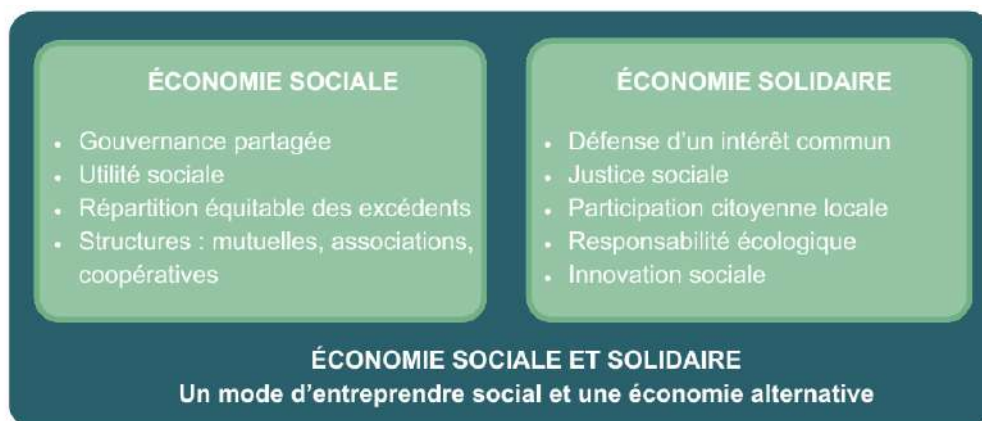 ÉCONOMIE SOCIALE
• Gouvernance partagée
• Utilité sociale
• Répartition équitable des excédents
• Structures : mutuelles, associations,
coopératives
ÉCONOMIE SOLIDAIRE
• Défense d'un intérêt commun
• Justice sociale
• Participation citoyenne locale
• Responsabilité écologique
• Innovation sociale
ÉCONOMIE SOCIALE ET SOLIDAIRE
Un mode d'entreprendre social et une économie alternative